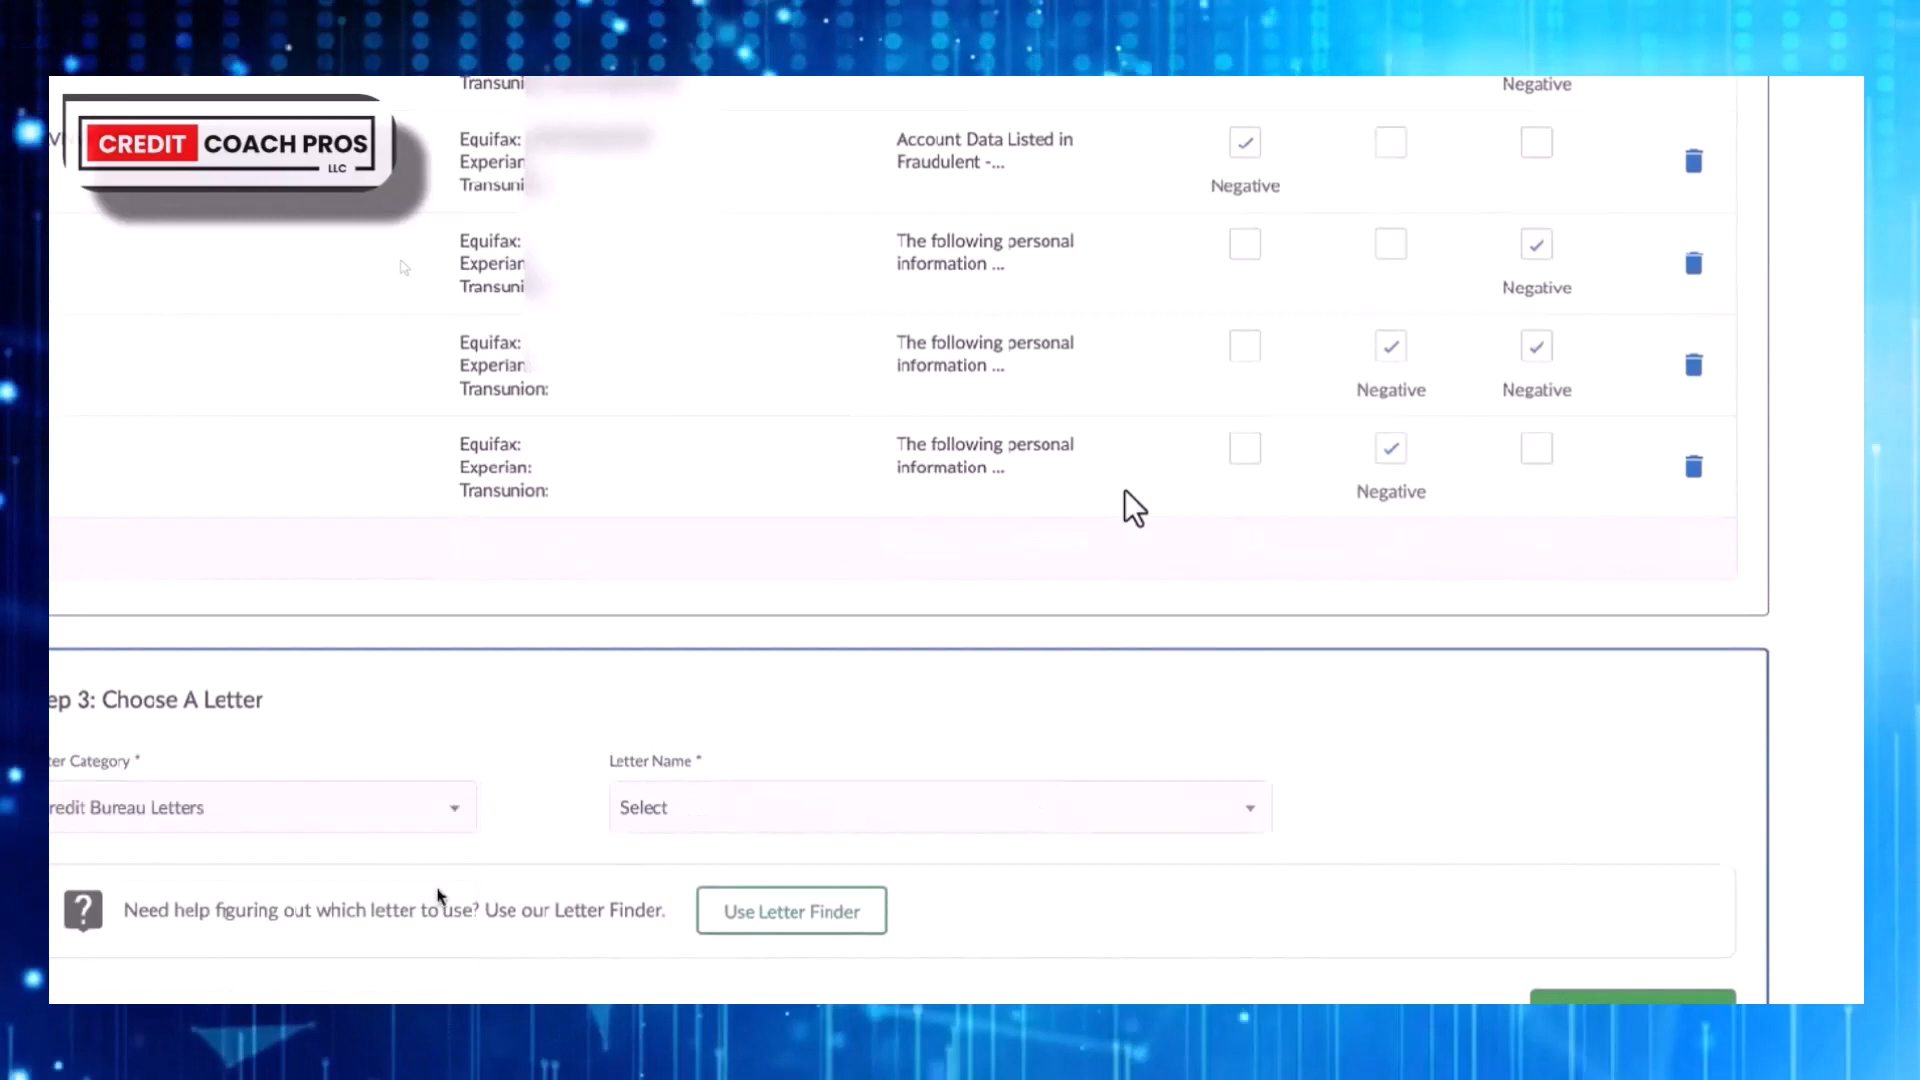 Transuni
Negative
CREDIT COACH PROS
LLC
Equifax:
Experian
Transuni
Account Data Listed in
Fraudulent -...
Negative
Equifax:
Experian
Transuni
The following personal
information ...
Negative
Equifax:
Experian
Transunion:
The following personal
information ...
Negative
Negative
Equifax:
Experian:
Transunion:
The following personal
information ...
Negative
ep 3: Choose A Letter
ter Category *
Letter Name *
redit Bureau Letters
Select
? Need help figuring out which letter to use? Use our Letter Finder.
Use Letter Finder